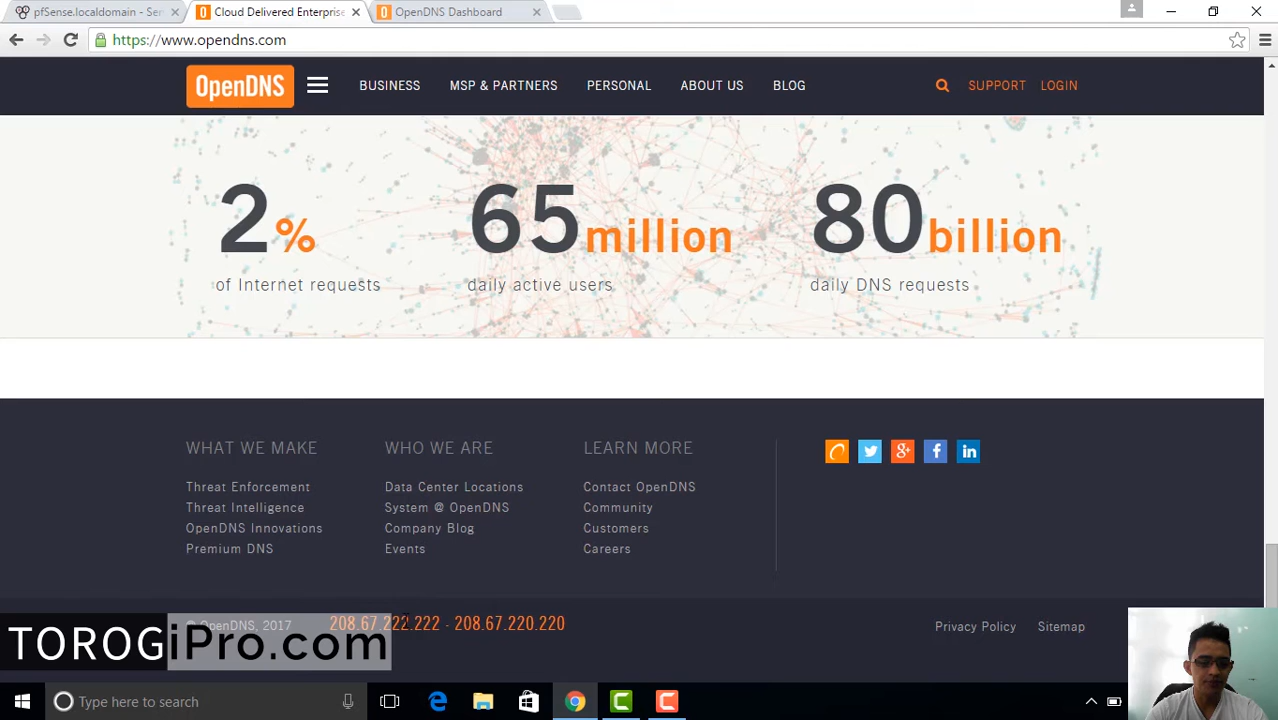 pfSense.localdomain - Ser
Cloud Delivered Enterprise
OpenDNS Dashboard
https://www.opendns.com
OpenDNS
BUSINESS
MSP & PARTNERS
PERSONAL
ABOUT US
BLOG
SUPPORT
LOGIN
2% 65 million 80 billion
of Internet requests daily active users daily DNS requests
WHAT WE MAKE
Threat Enforcement
Threat Intelligence
OpenDNS Innovations
Premium DNS
WHO WE ARE
Data Center Locations
System @ OpenDNS
Company Blog
Events
LEARN MORE
Contact OpenDNS
Community
Customers
Careers
© OpenDNS, 2017
208.67.222.222 - 208.67.220.220
Privacy Policy
Sitemap
TOROGiPro.com
Type here to search